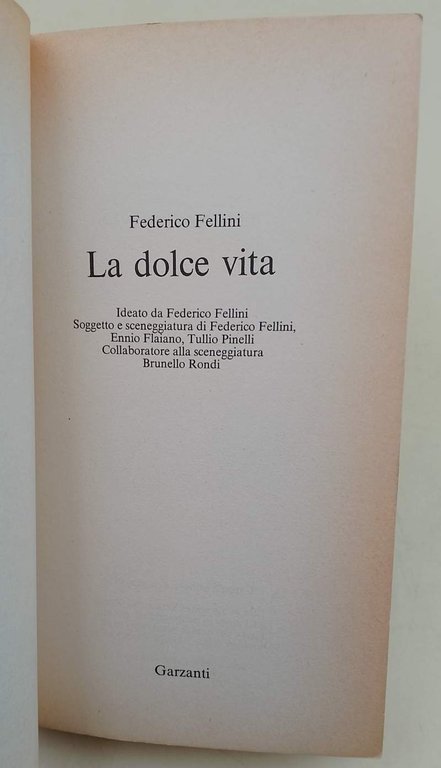 Federico Fellini
La dolce vita
Ideato da Federico Fellini
Soggetto e sceneggiatura di Federico Fellini,
Ennio Flaiano, Tullio Pinelli
Collaboratore alla sceneggiatura
Brunello Rondi
Garzanti